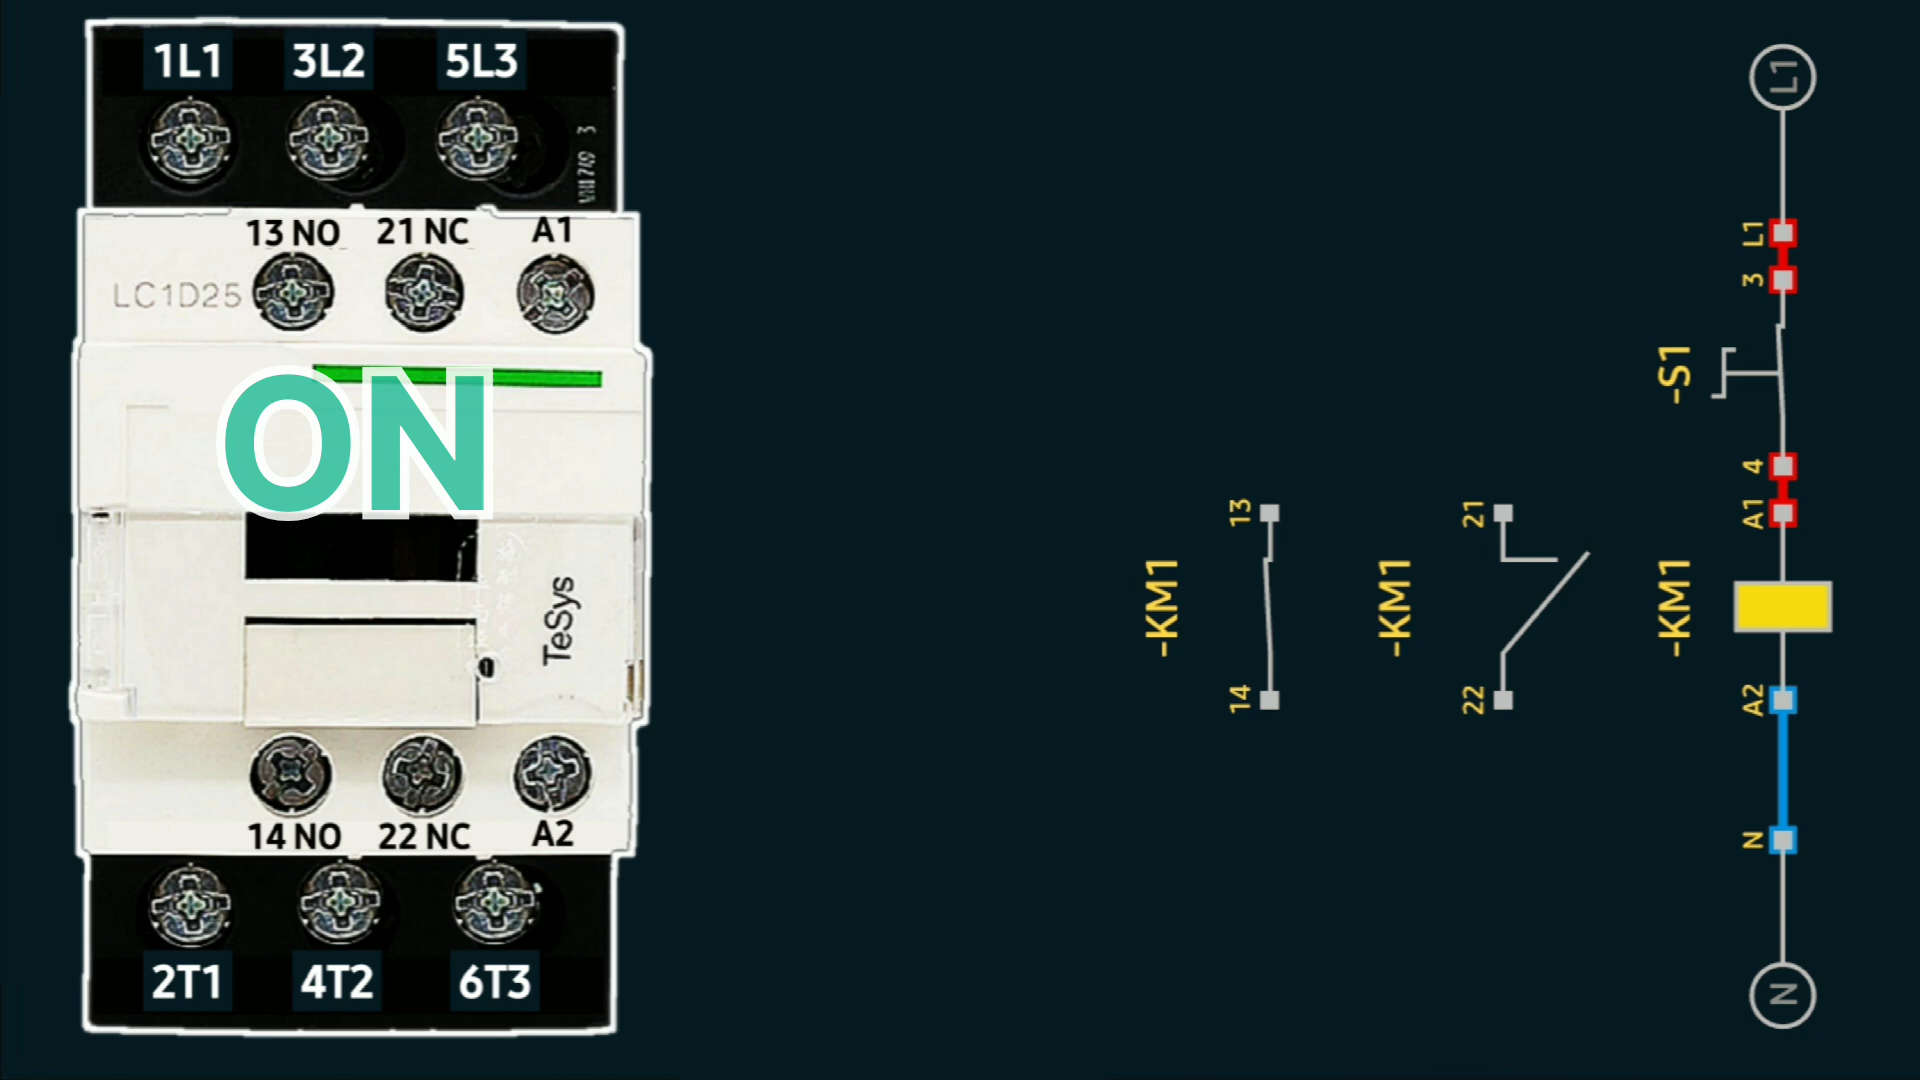 1L1 3L2 5L3
13 NO 21 NC A1
LC1D25
ON
TeSys
14 NO 22 NC A2
2T1 4T2 6T3
-KM1
13
14
-KM1
21
22
L1
L1
3
-S1
4
A1
-KM1
A2
N
N